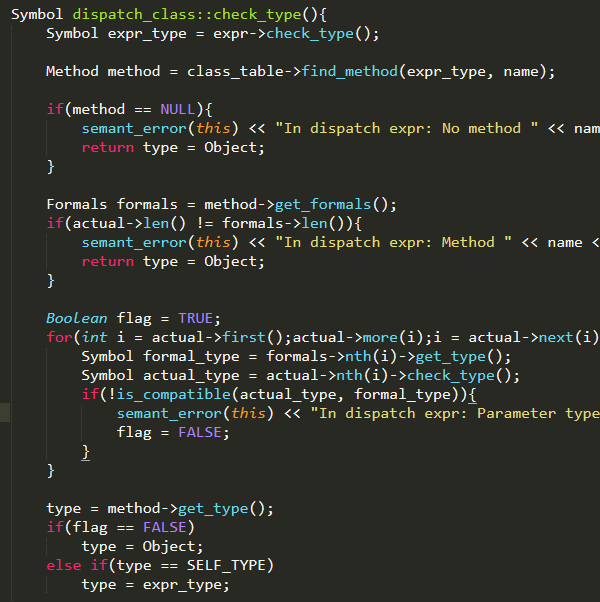 Symbol dispatch_class::check_type(){
    Symbol expr_type = expr->check_type();

    Method method = class_table->find_method(expr_type, name);

    if(method == NULL){
        semant_error(this) << "In dispatch expr: No method " << nam
        return type = Object;
    }

    Formals formals = method->get_formals();
    if(actual->len() != formals->len()){
        semant_error(this) << "In dispatch expr: Method " << name <
        return type = Object;
    }

    Boolean flag = TRUE;
    for(int i = actual->first();actual->more(i);i = actual->next(i)
        Symbol formal_type = formals->nth(i)->get_type();
        Symbol actual_type = actual->nth(i)->check_type();
        if(!is_compatible(actual_type, formal_type)){
            semant_error(this) << "In dispatch expr: Parameter type
            flag = FALSE;
        }
    }

    type = method->get_type();
    if(flag == FALSE)
        type = Object;
    else if(type == SELF_TYPE)
        type = expr_type;